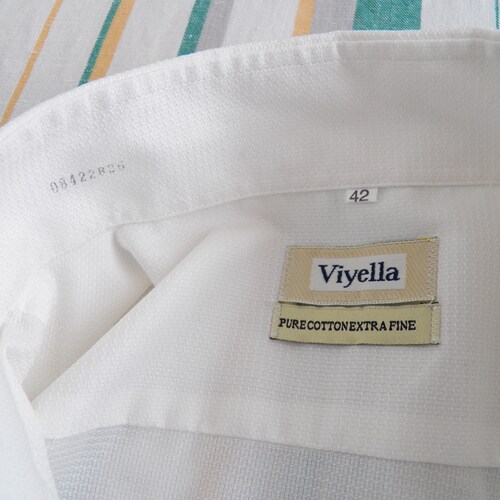 42
Viyella
PURE COTTON EXTRA FINE